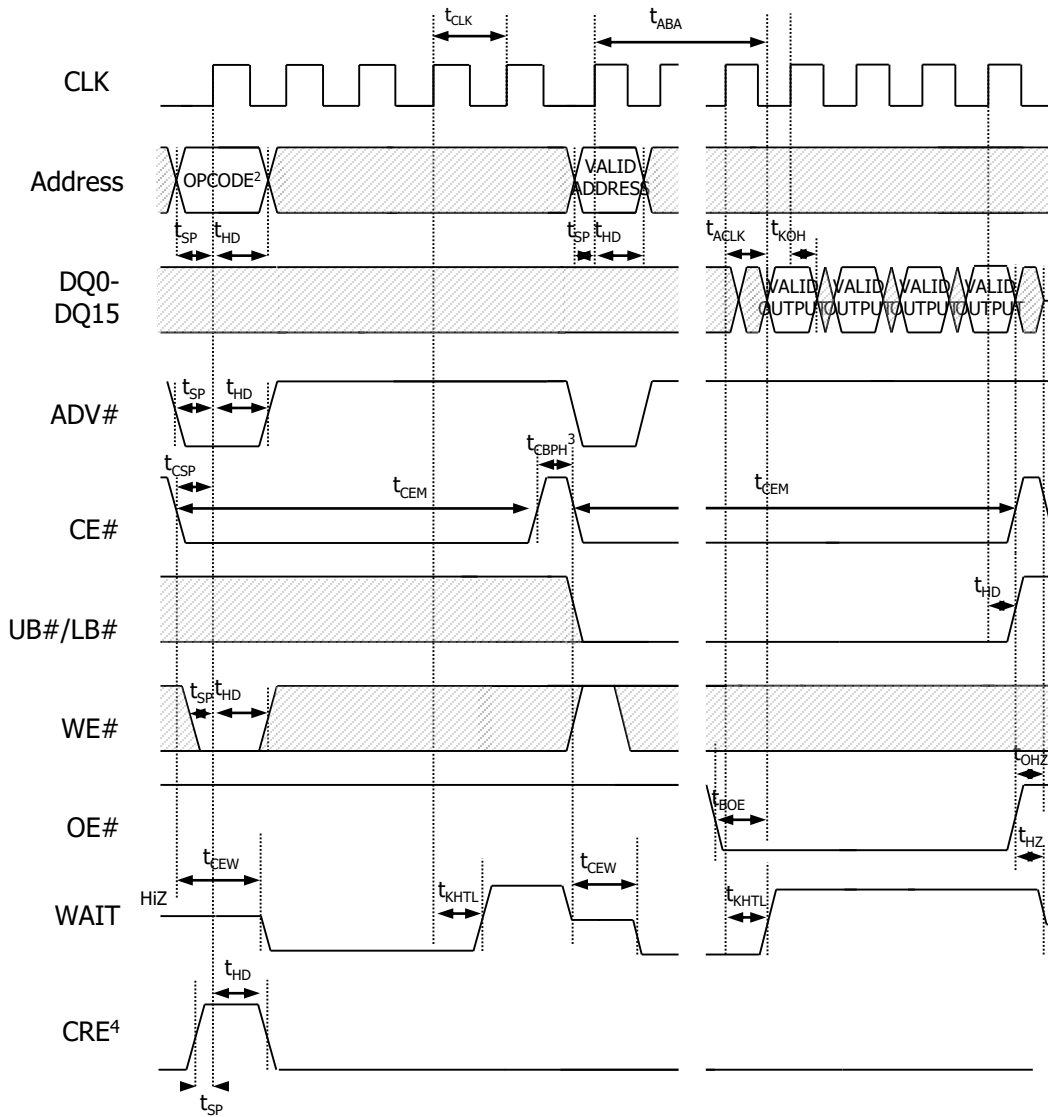 tCLK
tABA
CLK
Address
OPCODE²
VALID
ADDRESS
tSP
tHD
tSP
tHD
tACLK
tKOH
DQ0-
DQ15
VALID
OUTPUT
VALID
OUTPUT
VALID
OUTPUT
VALID
OUTPUT
ADV#
tSP
tHD
tCBPH³
tCSP
tCEM
tCEM
CE#
UB#/LB#
tHD
tSP
tHD
WE#
tOHZ
OE#
tBOE
tHZ
tCEW
tCEW
HiZ
WAIT
tKHTL
tKHTL
tHD
CRE⁴
tSP